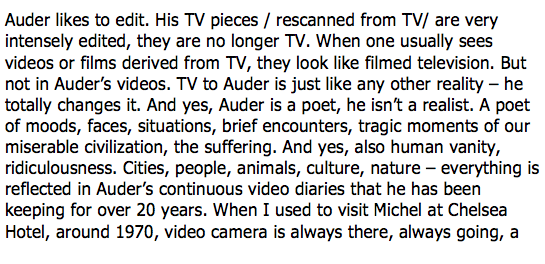 Auder likes to edit. His TV pieces / rescanned from TV/ are very
intensely edited, they are no longer TV. When one usually sees
videos or films derived from TV, they look like filmed television. But
not in Auder’s videos. TV to Auder is just like any other reality – he
totally changes it. And yes, Auder is a poet, he isn’t a realist. A poet
of moods, faces, situations, brief encounters, tragic moments of our
miserable civilization, the suffering. And yes, also human vanity,
ridiculousness. Cities, people, animals, culture, nature – everything is
reflected in Auder’s continuous video diaries that he has been
keeping for over 20 years. When I used to visit Michel at Chelsea
Hotel, around 1970, video camera is always there, always going, a